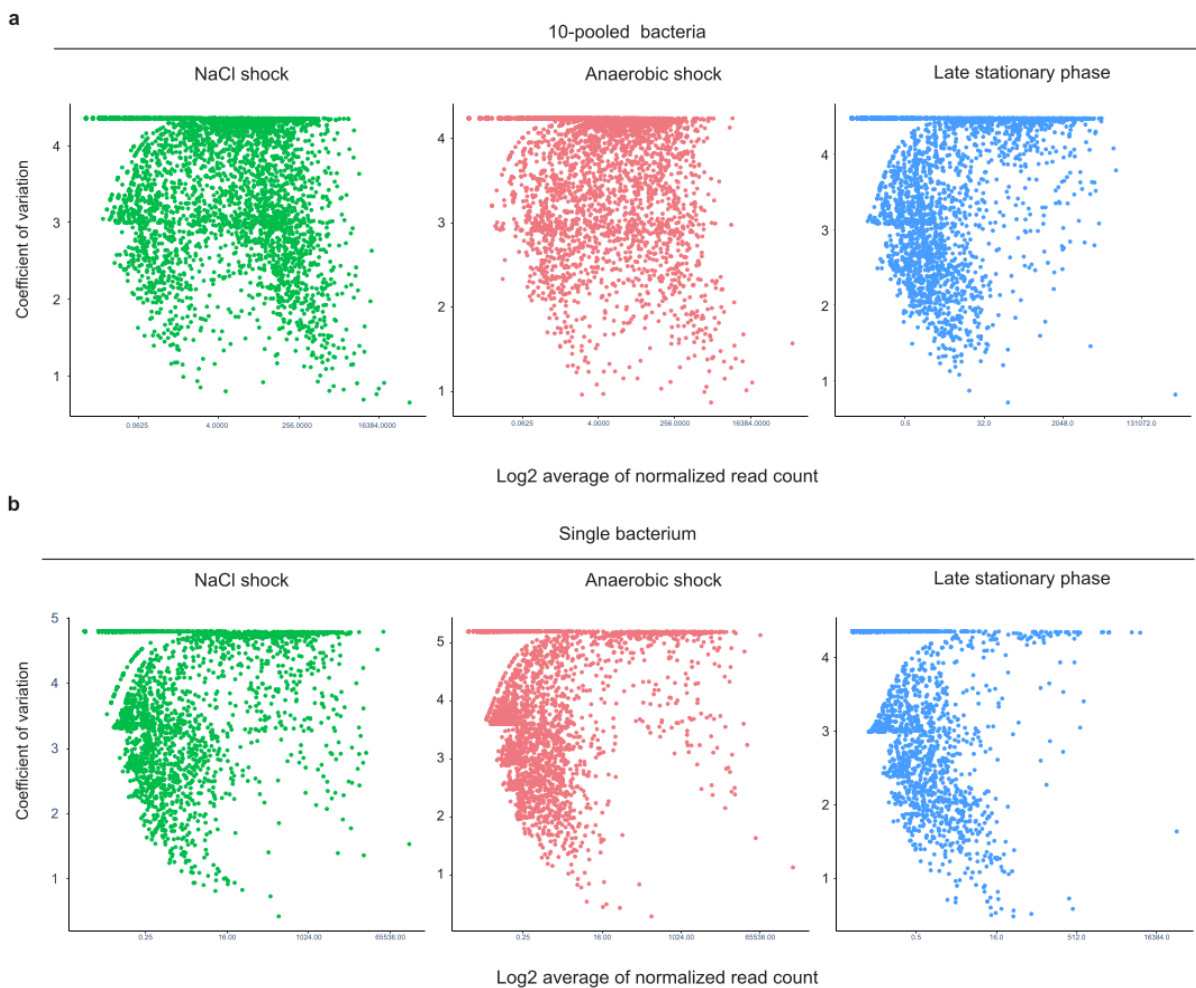 a
10-pooled bacteria
NaCl shock
Anaerobic shock
Late stationary phase
Coefficient of variation
4
3
2
1
0.0625 4.0000 256.0000 16384.0000
4
3
2
1
0.0625 4.0000 256.0000 16384.0000
4
3
2
1
0.5 32.0 2048.0 131072.0
Log2 average of normalized read count
b
Single bacterium
NaCl shock
Anaerobic shock
Late stationary phase
Coefficient of variation
5
4
3
2
1
0.25 16.00 1024.00 65536.00
5
4
3
2
1
0.25 16.00 1024.00 65536.00
4
3
2
1
0.5 16.0 512.0 16384.0
Log2 average of normalized read count